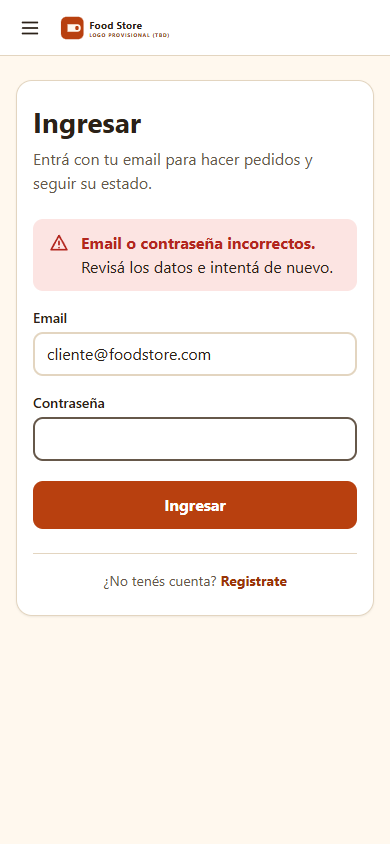 Food Store
LOGO PROVISIONAL (TBD)
Ingresar
Entrá con tu email para hacer pedidos y
seguir su estado.
Email o contraseña incorrectos.
Revisá los datos e intentá de nuevo.
Email
cliente@foodstore.com
Contraseña
Ingresar
¿No tenés cuenta? Registrate